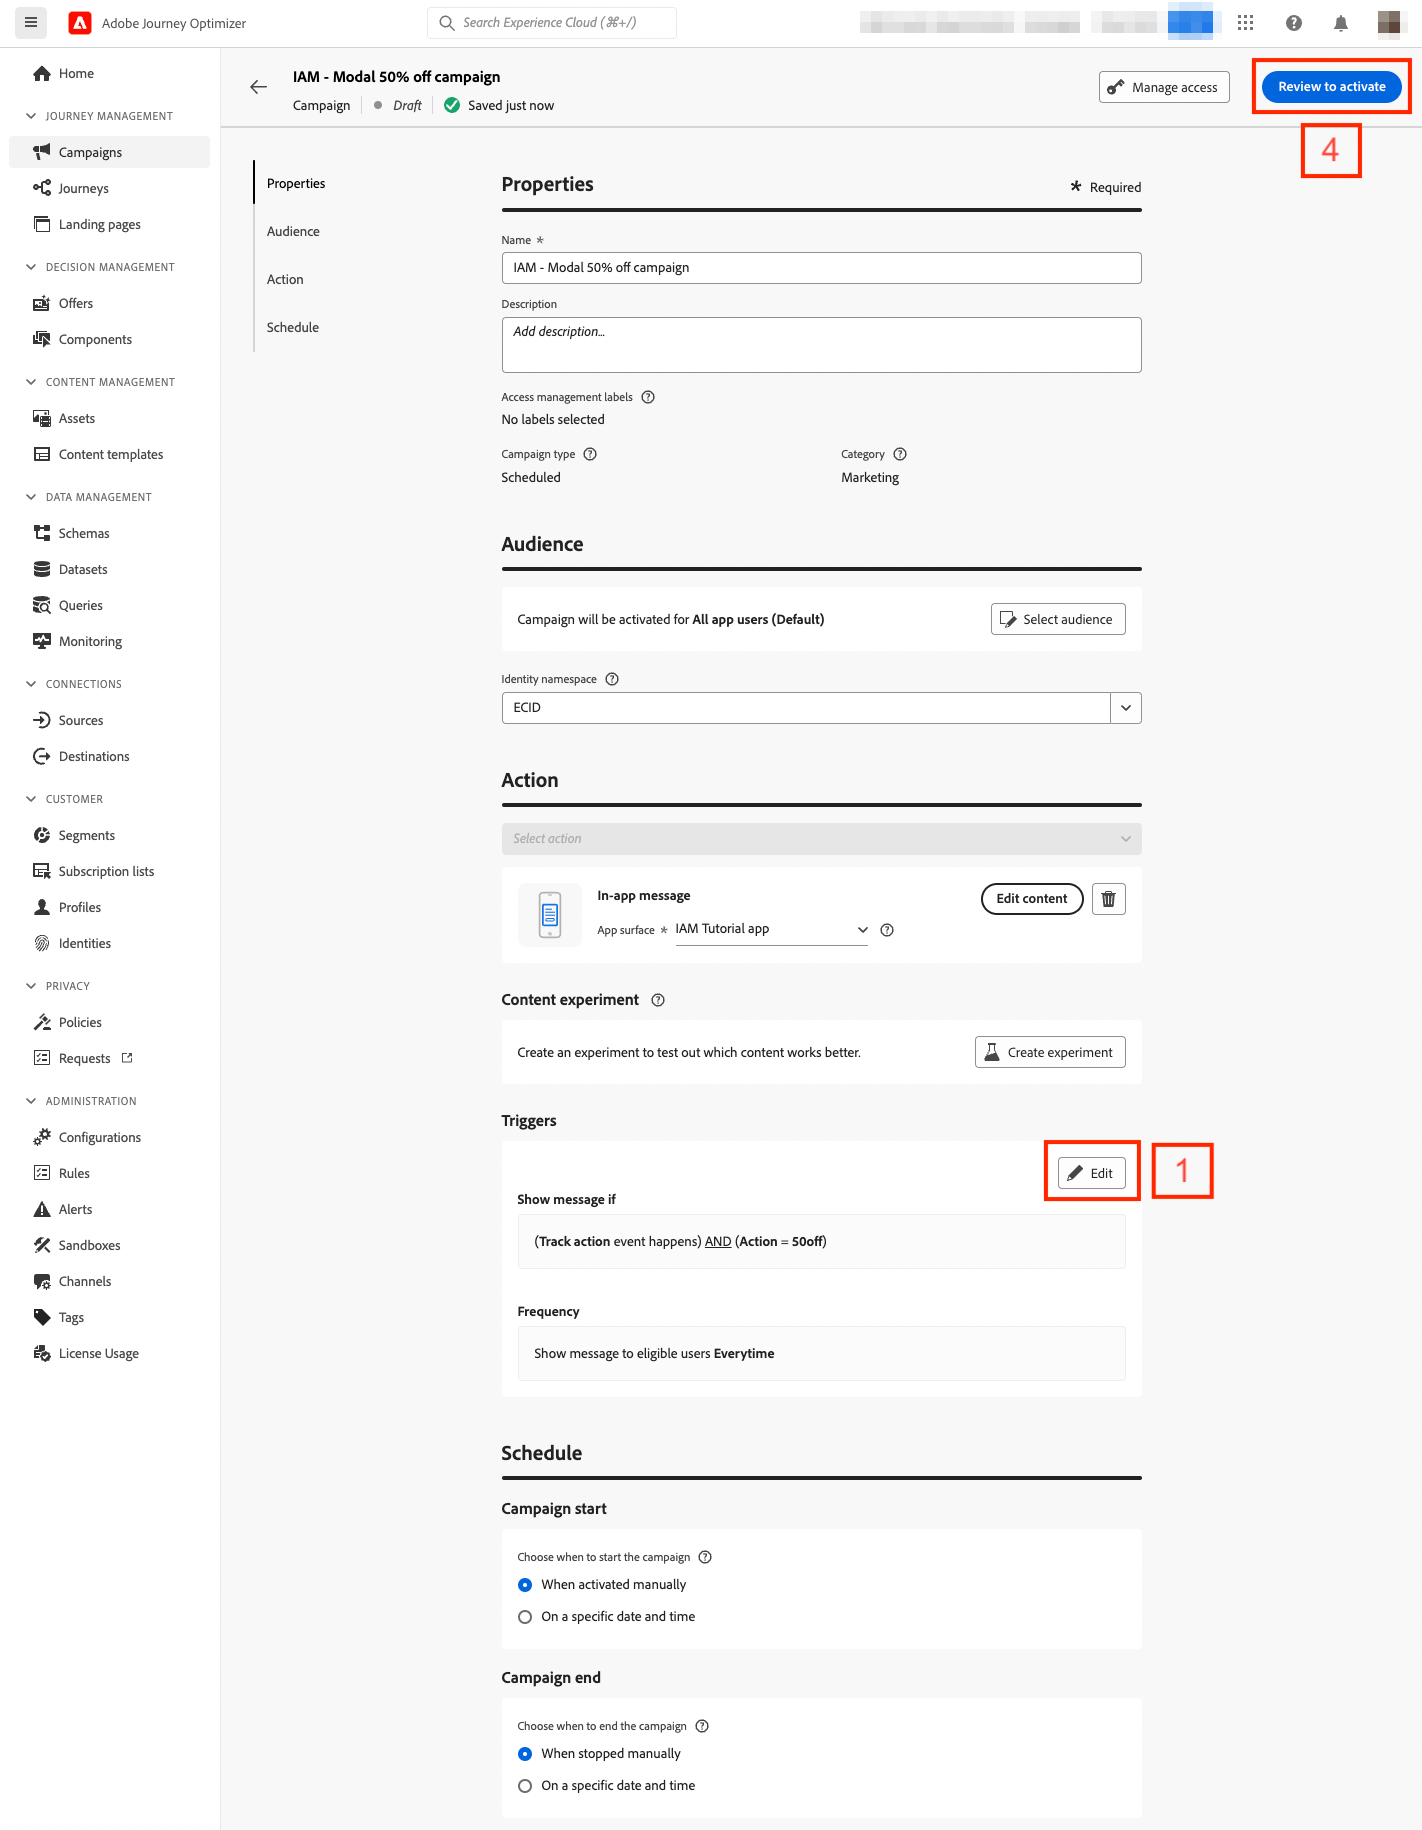 Adobe Journey Optimizer
Search Experience Cloud (⌘+/)
Home
JOURNEY MANAGEMENT
Campaigns
Journeys
Landing pages
DECISION MANAGEMENT
Offers
Components
CONTENT MANAGEMENT
Assets
Content templates
DATA MANAGEMENT
Schemas
Datasets
Queries
Monitoring
CONNECTIONS
Sources
Destinations
CUSTOMER
Segments
Subscription lists
Profiles
Identities
PRIVACY
Policies
Requests
ADMINISTRATION
Configurations
Rules
Alerts
Sandboxes
Channels
Tags
License Usage
IAM - Modal 50% off campaign
Campaign Draft Saved just now
Manage access
Review to activate
4
Properties
Audience
Action
Schedule
Properties
* Required
Name *
IAM - Modal 50% off campaign
Description
Add description...
Access management labels ?
No labels selected
Campaign type ? Category ?
Scheduled Marketing
Audience
Campaign will be activated for All app users (Default) Select audience
Identity namespace ?
ECID
Action
Select action
In-app message
App surface * IAM Tutorial app ?
Edit content
Content experiment ?
Create an experiment to test out which content works better. Create experiment
Triggers
Edit
1
Show message if
(Track action event happens) AND (Action = 50off)
Frequency
Show message to eligible users Everytime
Schedule
Campaign start
Choose when to start the campaign ?
When activated manually
On a specific date and time
Campaign end
Choose when to end the campaign ?
When stopped manually
On a specific date and time